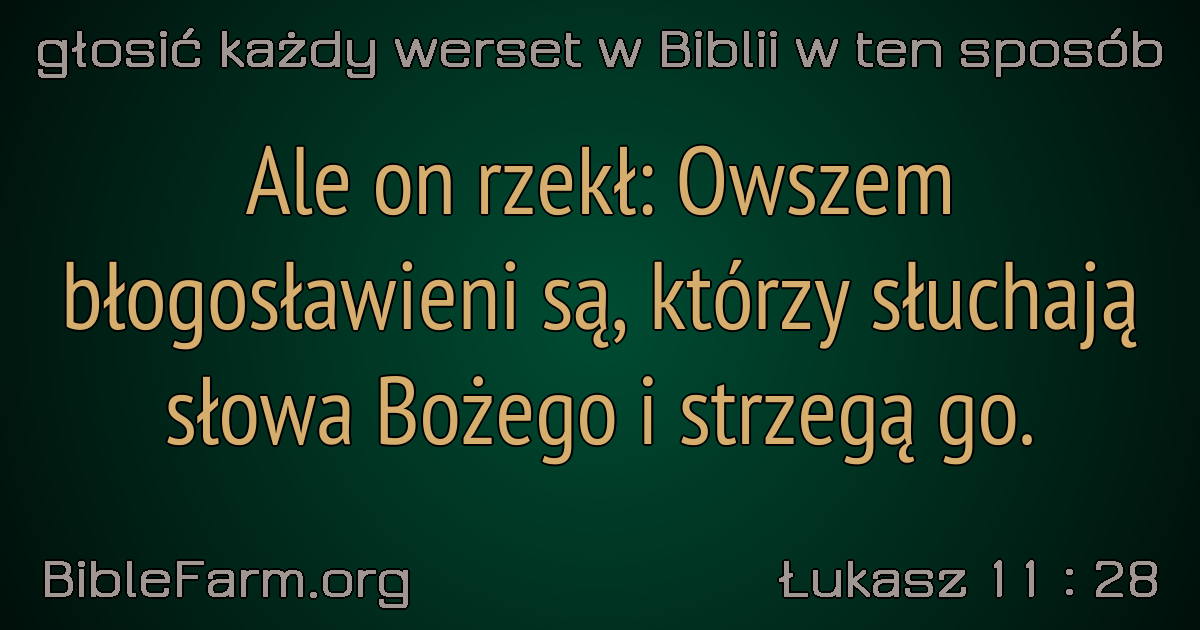 głosić każdy werset w Biblii w ten sposób
Ale on rzekł: Owszem
błogosławieni są, którzy słuchają
słowa Bożego i strzegą go.
BibleFarm.org
Łukasz 11 : 28